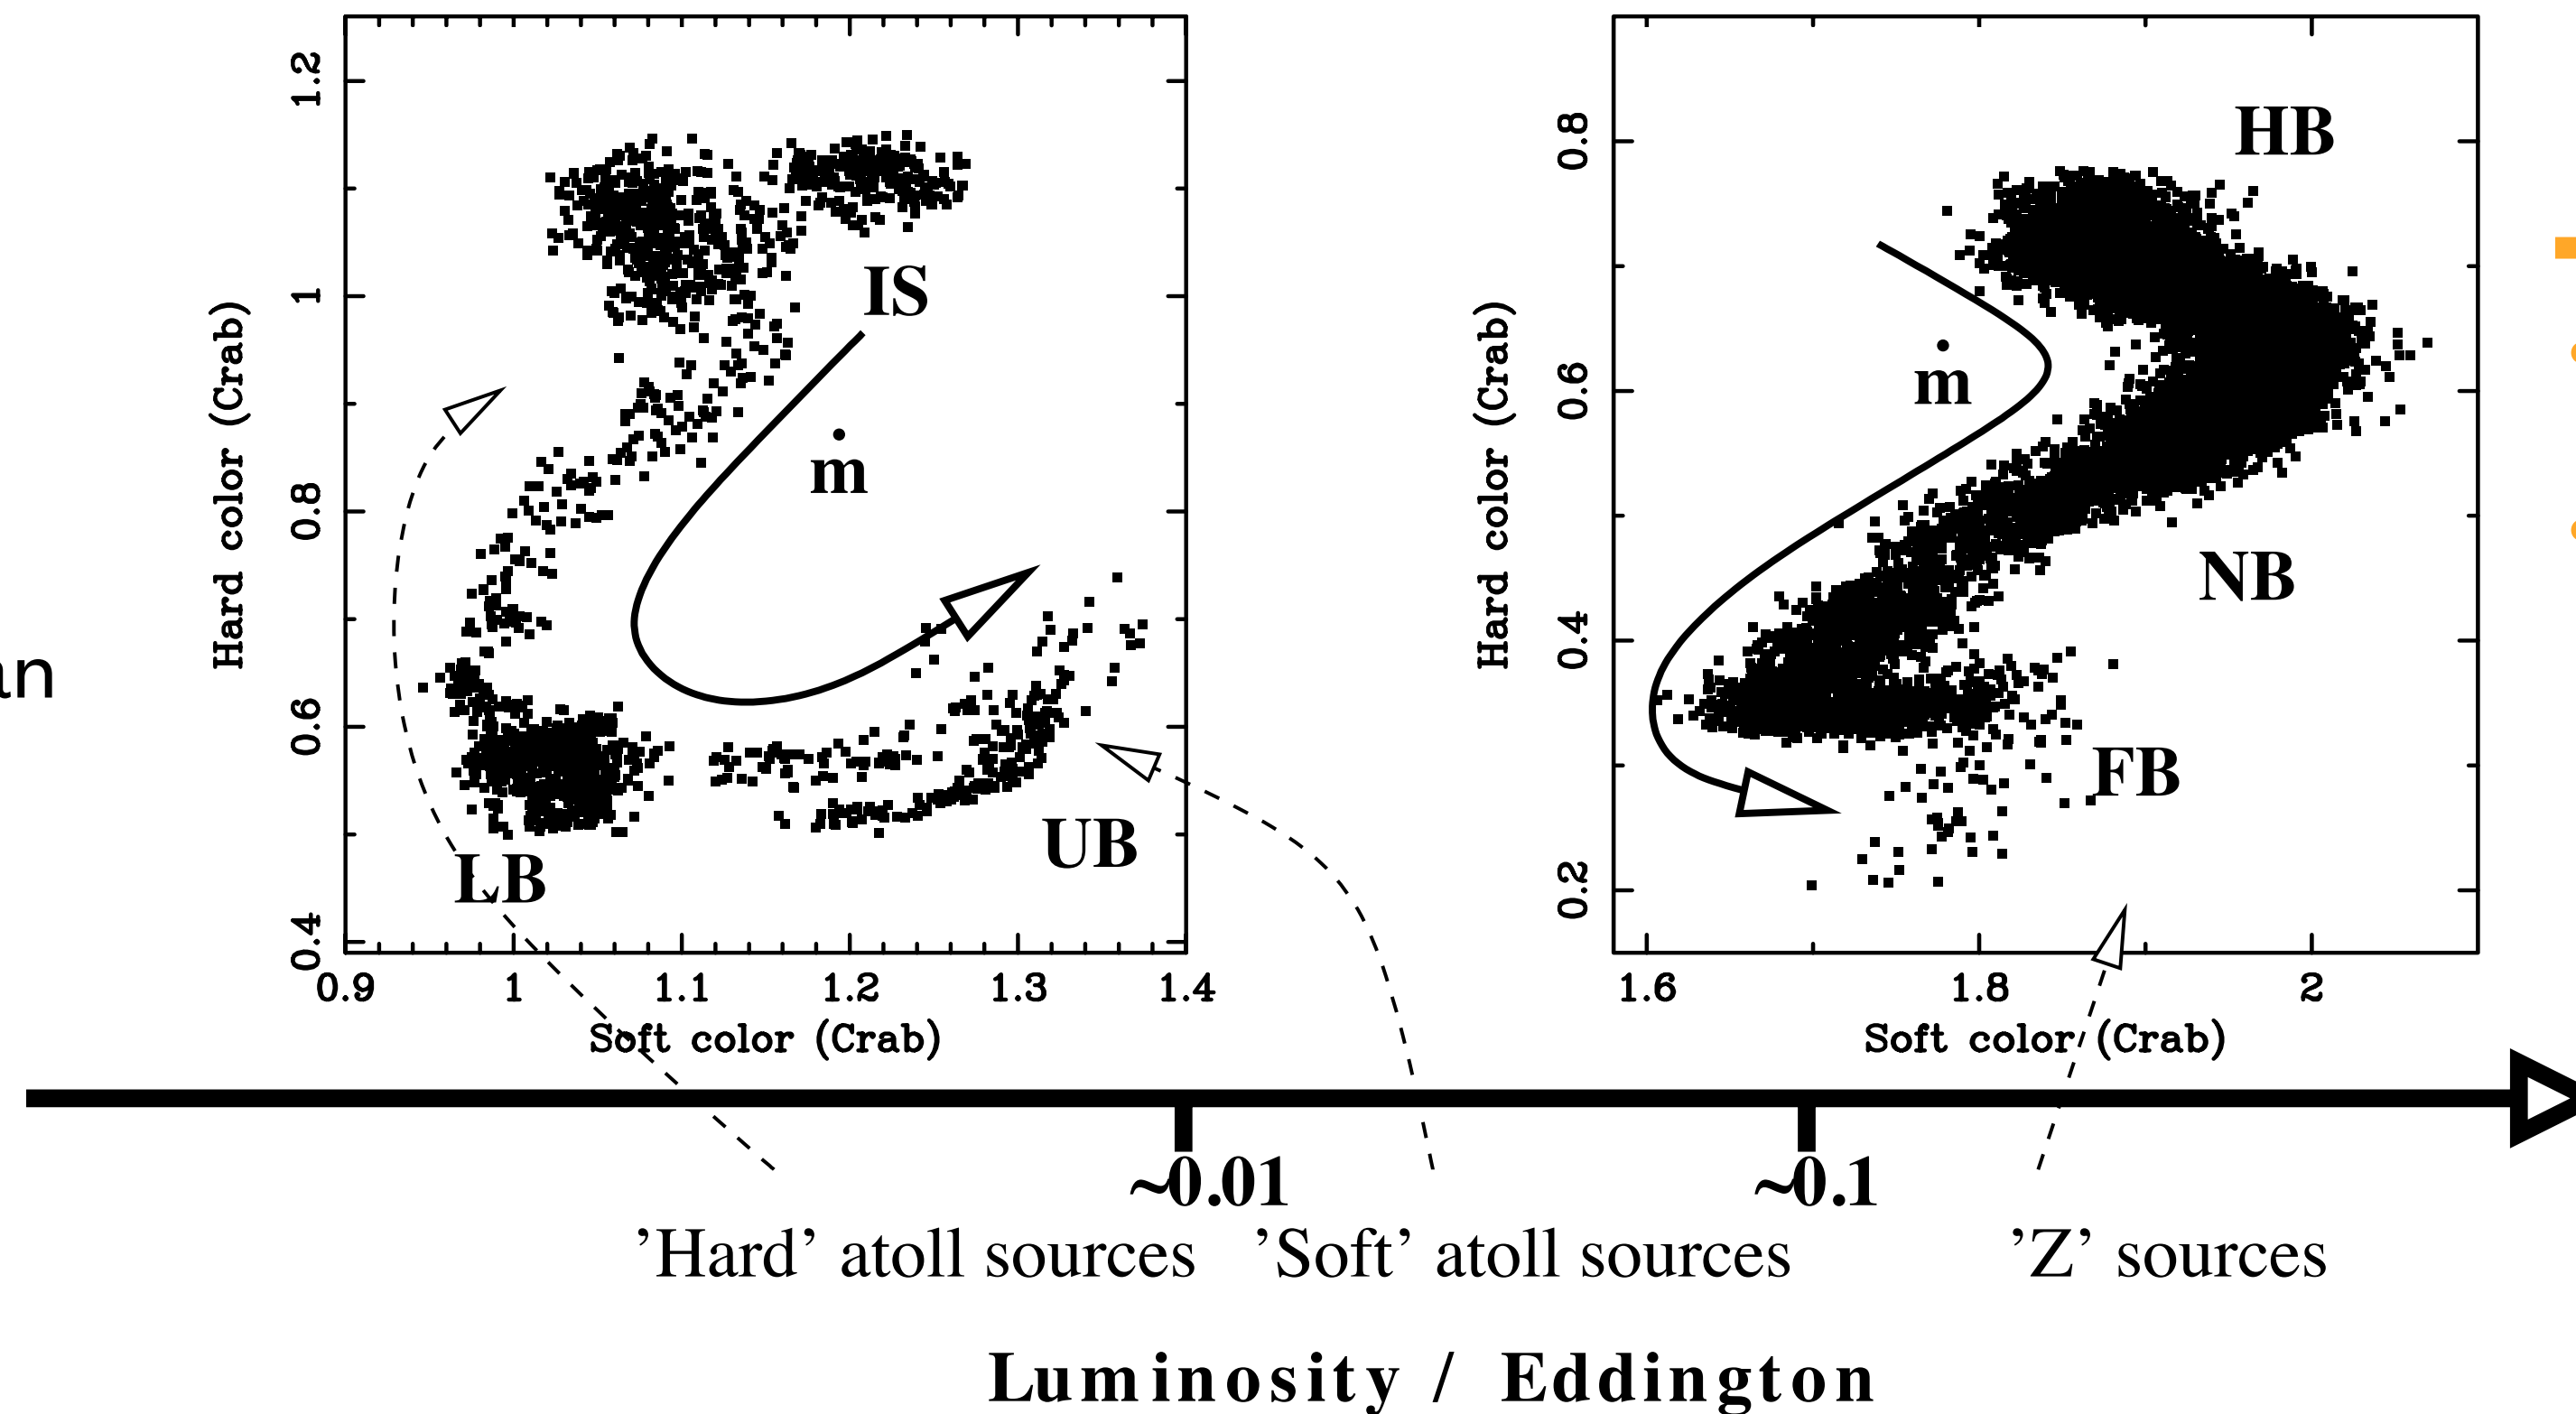 an
Hard color (Crab)
1.2
1
0.8
0.6
0.4
IS
ṁ
LB
UB
0.9 1 1.1 1.2 1.3 1.4
Soft color (Crab)
Hard color (Crab)
0.8
0.6
0.4
0.2
HB
ṁ
NB
FB
1.6 1.8 2
Soft color (Crab)
~0.01 ~0.1
'Hard' atoll sources 'Soft' atoll sources 'Z' sources
Luminosity / Eddington